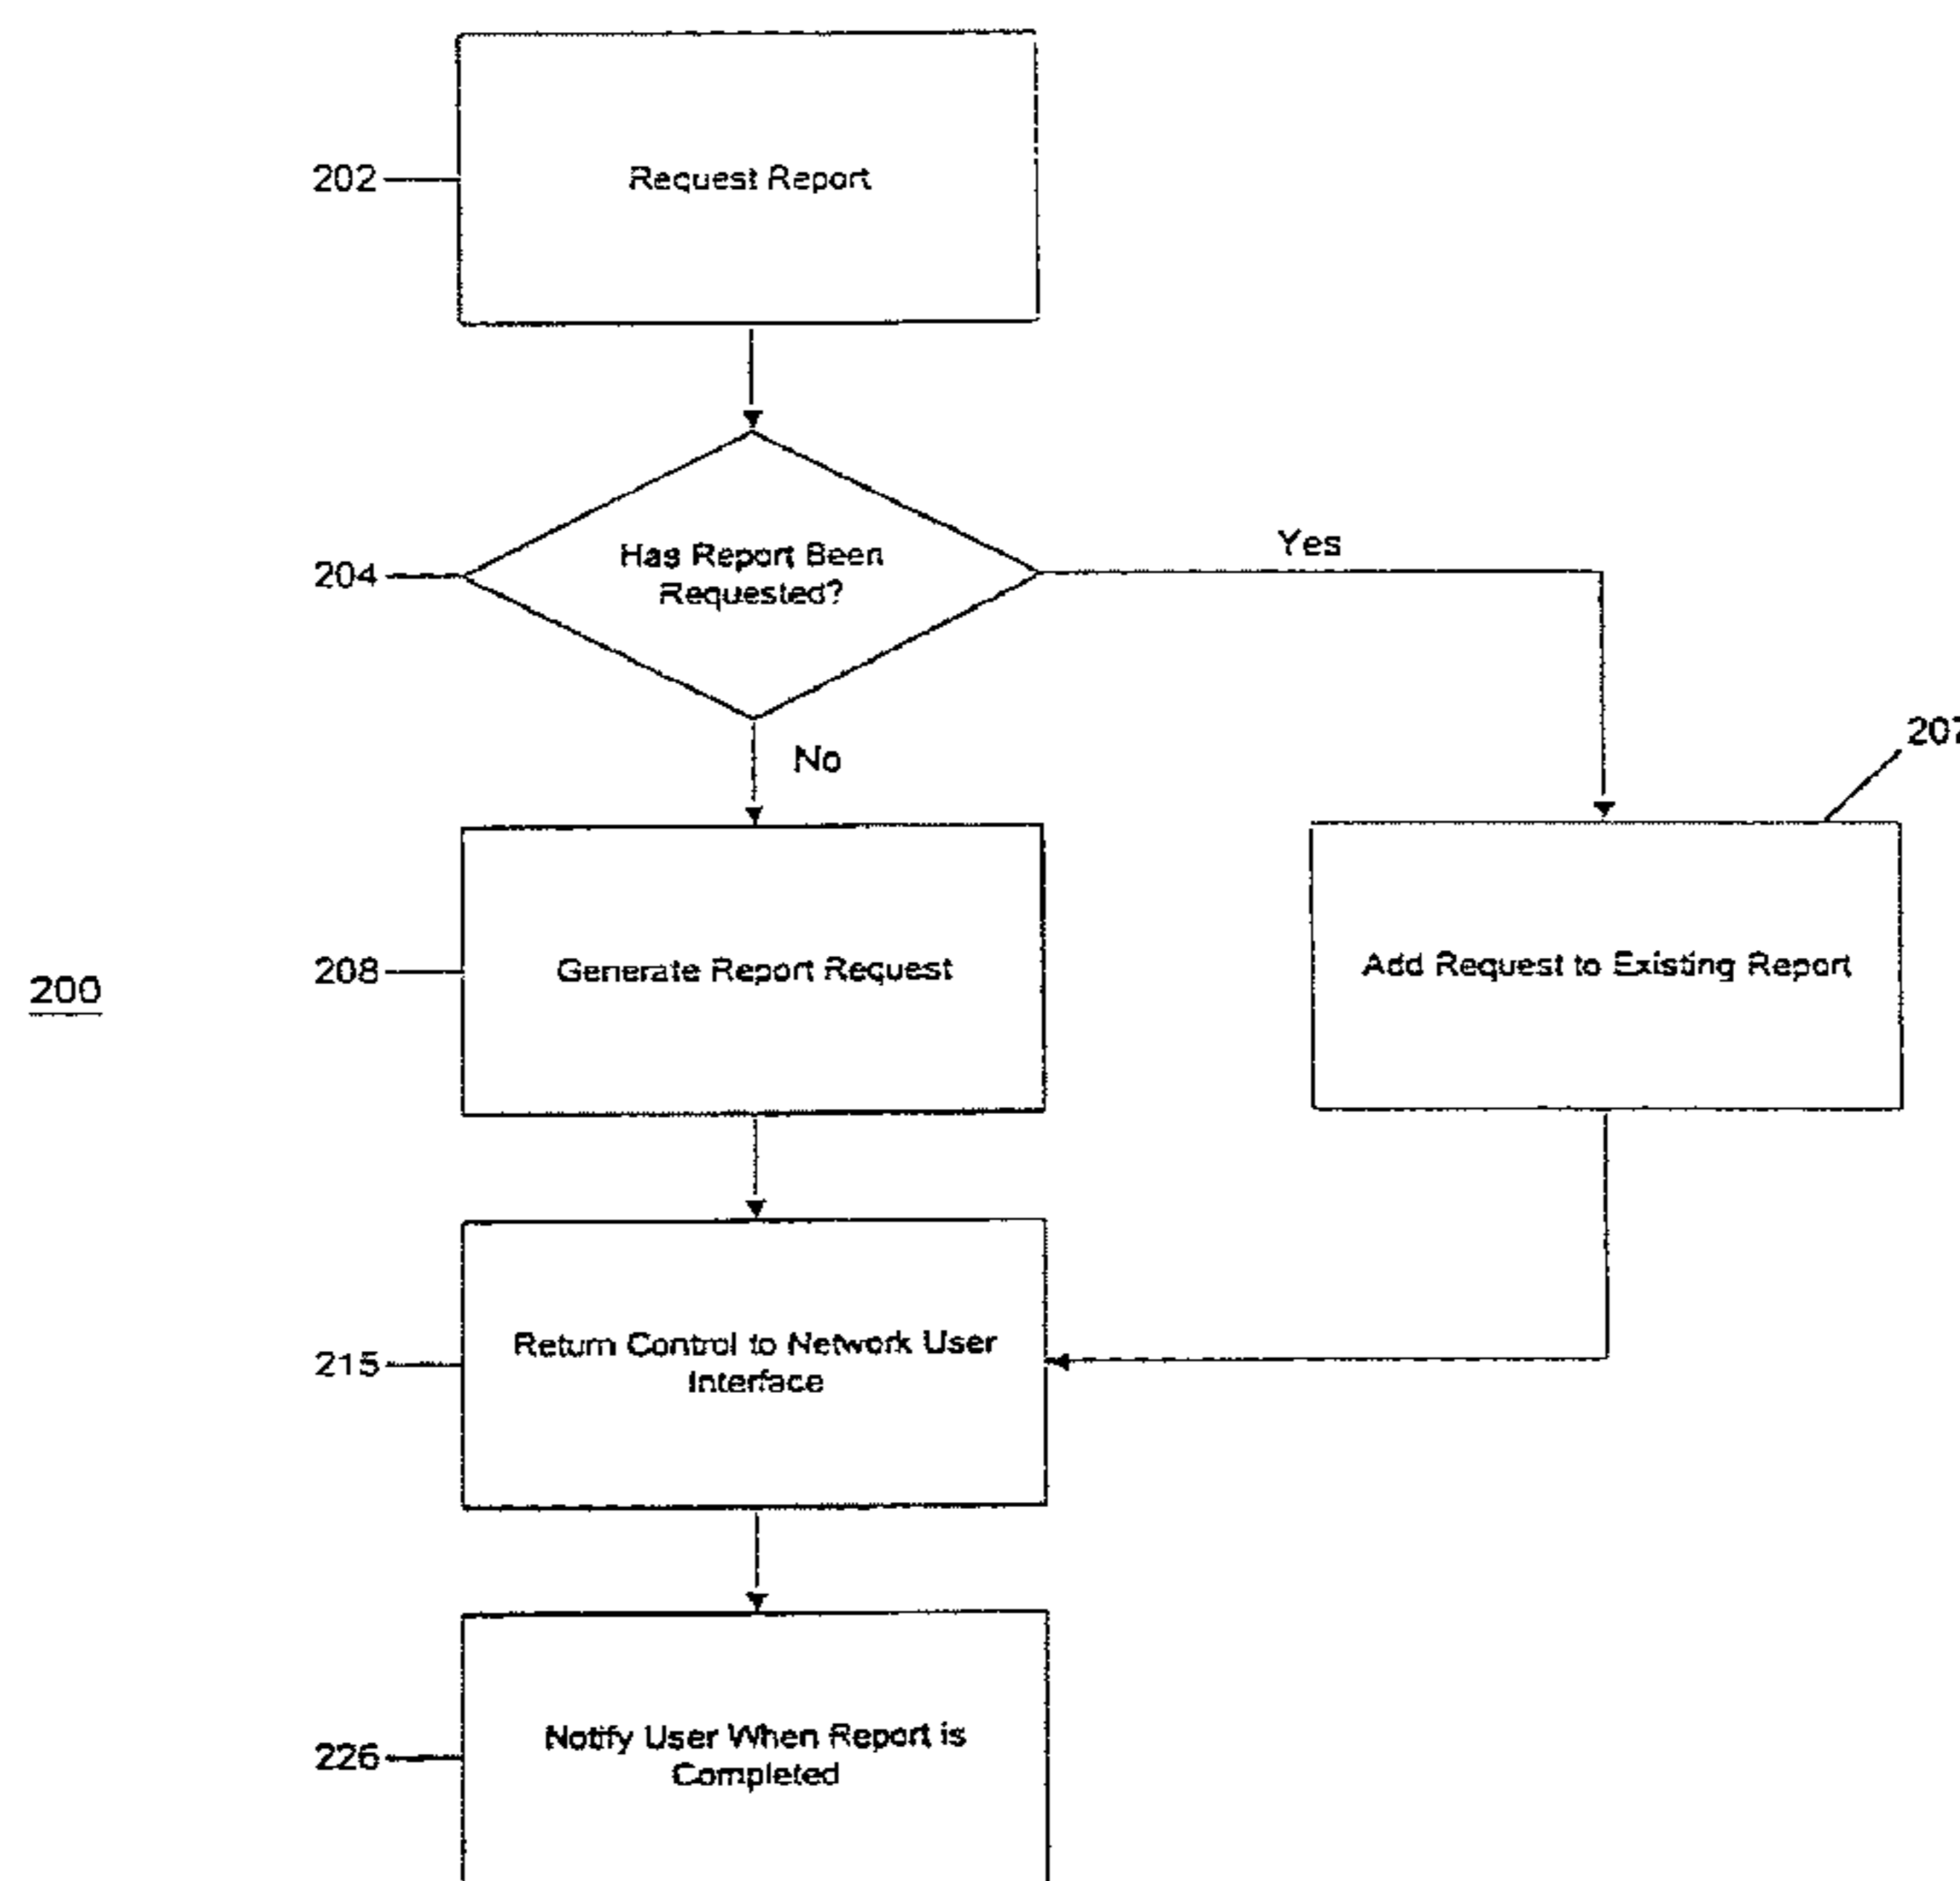 202
Request Report
204
Has Report Been
Requested?
Yes
No
207
208
Generate Report Request
Add Request to Existing Report
200
215
Return Control to Network User
Interface
226
Notify User When Report is
Completed